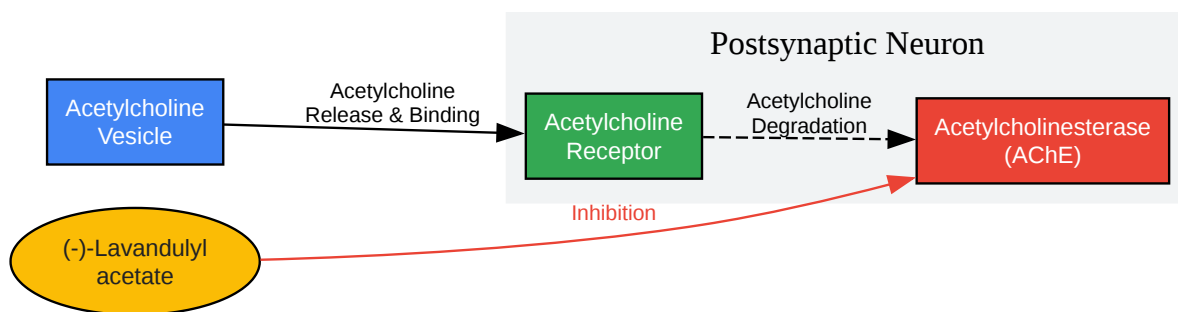 Postsynaptic Neuron
Acetylcholine
Vesicle
Acetylcholine
Release & Binding
Acetylcholine
Receptor
Acetylcholine
Degradation
Acetylcholinesterase
(AChE)
Inhibition
(-)-Lavandulyl
acetate